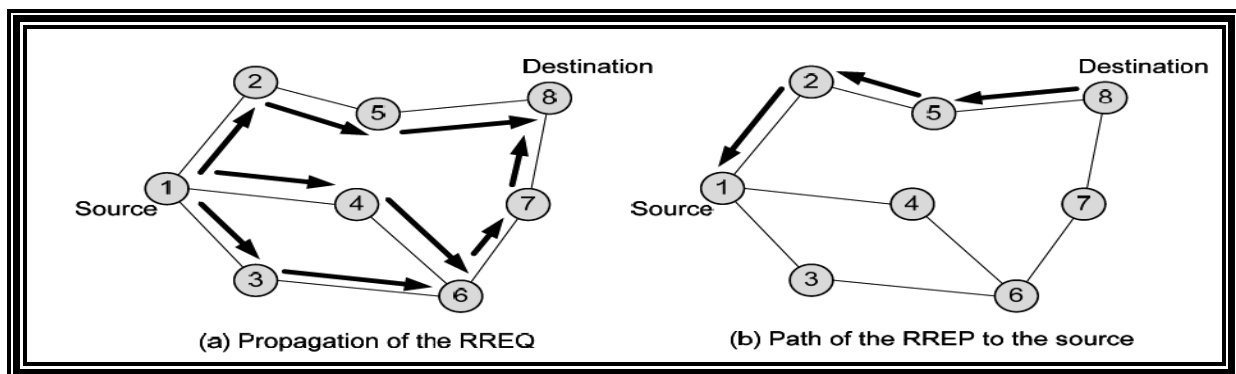 Destination
2
5
8
1
Source
4
7
3
6
(a) Propagation of the RREQ
Destination
2
5
8
1
Source
4
7
3
6
(b) Path of the RREP to the source